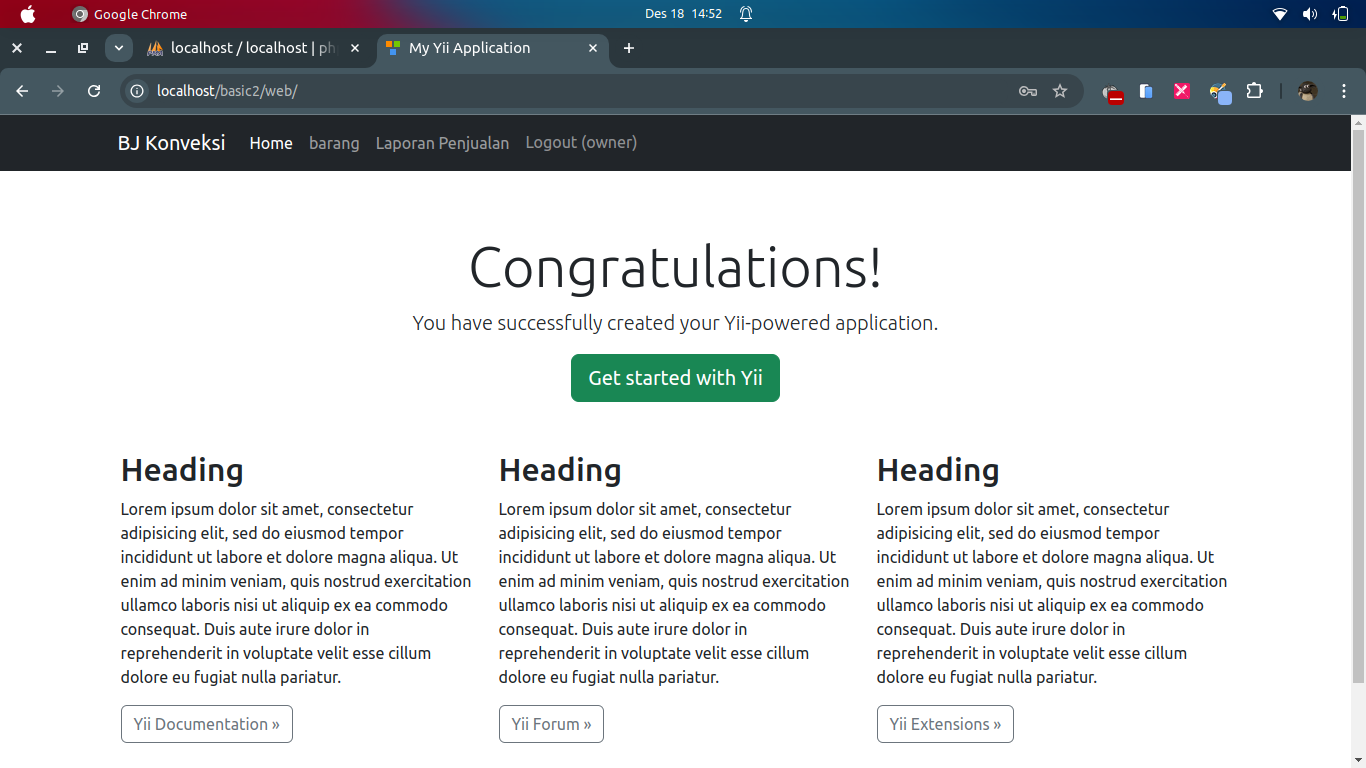 Google Chrome
Des 18 14:52
localhost / localhost | ph
My Yii Application
localhost/basic2/web/
BJ Konveksi Home barang Laporan Penjualan Logout (owner)
Congratulations!
You have successfully created your Yii-powered application.
Get started with Yii
Heading
Lorem ipsum dolor sit amet, consectetur
adipisicing elit, sed do eiusmod tempor
incididunt ut labore et dolore magna aliqua. Ut
enim ad minim veniam, quis nostrud exercitation
ullamco laboris nisi ut aliquip ex ea commodo
consequat. Duis aute irure dolor in
reprehenderit in voluptate velit esse cillum
dolore eu fugiat nulla pariatur.
Yii Documentation »
Heading
Lorem ipsum dolor sit amet, consectetur
adipisicing elit, sed do eiusmod tempor
incididunt ut labore et dolore magna aliqua. Ut
enim ad minim veniam, quis nostrud exercitation
ullamco laboris nisi ut aliquip ex ea commodo
consequat. Duis aute irure dolor in
reprehenderit in voluptate velit esse cillum
dolore eu fugiat nulla pariatur.
Yii Forum »
Heading
Lorem ipsum dolor sit amet, consectetur
adipisicing elit, sed do eiusmod tempor
incididunt ut labore et dolore magna aliqua. Ut
enim ad minim veniam, quis nostrud exercitation
ullamco laboris nisi ut aliquip ex ea commodo
consequat. Duis aute irure dolor in
reprehenderit in voluptate velit esse cillum
dolore eu fugiat nulla pariatur.
Yii Extensions »